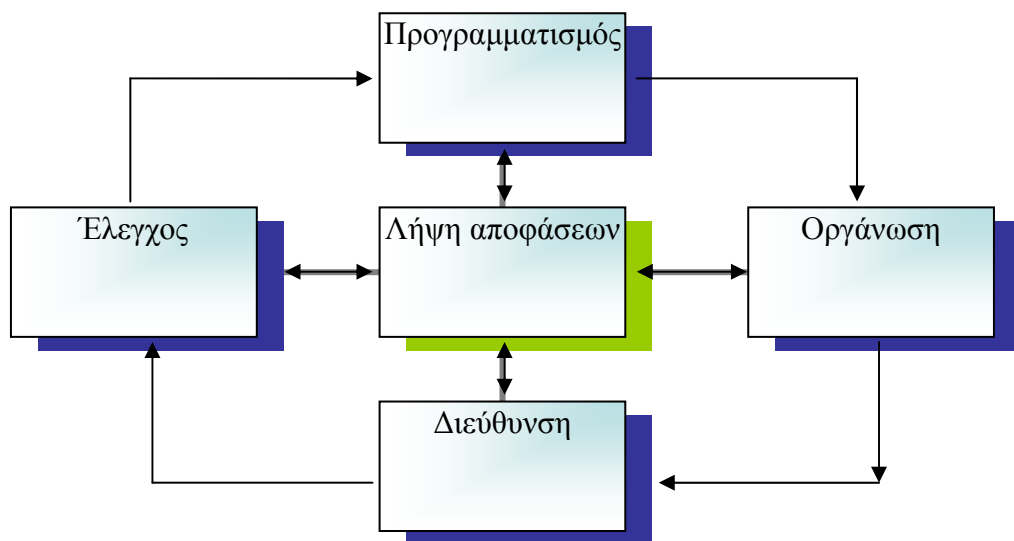 Προγραμματισμός
Έλεγχος
Λήψη αποφάσεων
Οργάνωση
Διεύθυνση